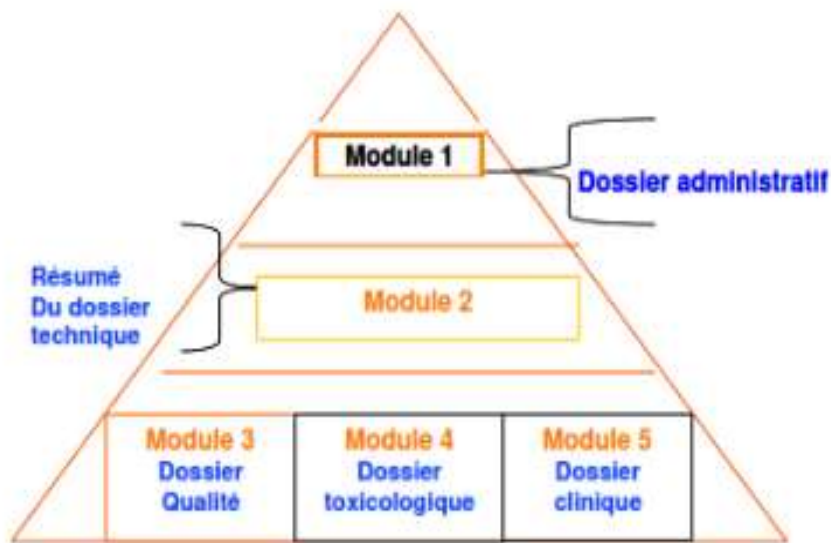 Module 1
Dossier administratif
Résumé
Du dossier
technique
Module 2
Module 3
Dossier
Qualité
Module 4
Dossier
toxicologique
Module 5
Dossier
clinique